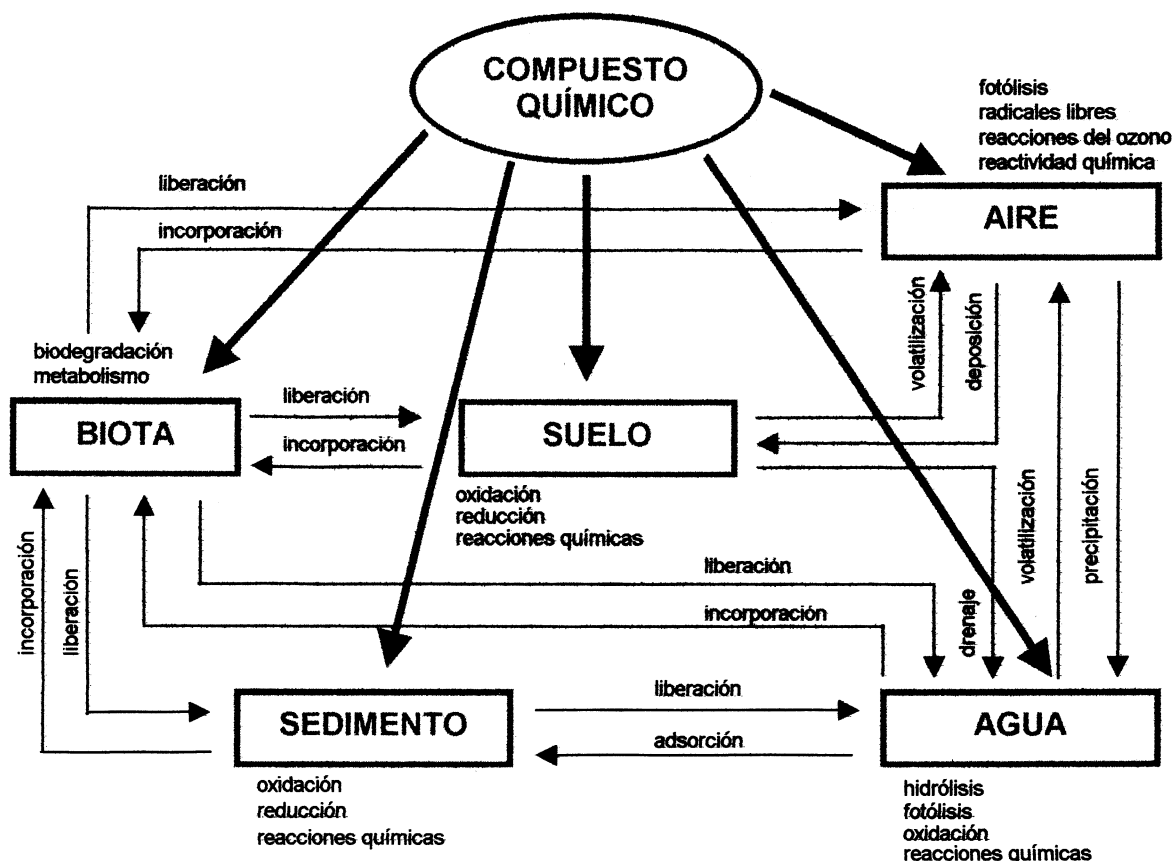 COMPUESTO
QUÍMICO
fotólisis
radicales libres
reacciones del ozono
reactividad química
AIRE
liberación
incorporación
volatilización
deposición
biodegradación
metabolismo
BIOTA
liberación
incorporación
SUELO
oxidación
reducción
reacciones químicas
volatilización
precipitación
incorporación
liberación
liberación
incorporación
drenaje
SEDIMENTO
liberación
adsorción
AGUA
oxidación
reducción
reacciones químicas
hidrólisis
fotólisis
oxidación
reacciones químicas